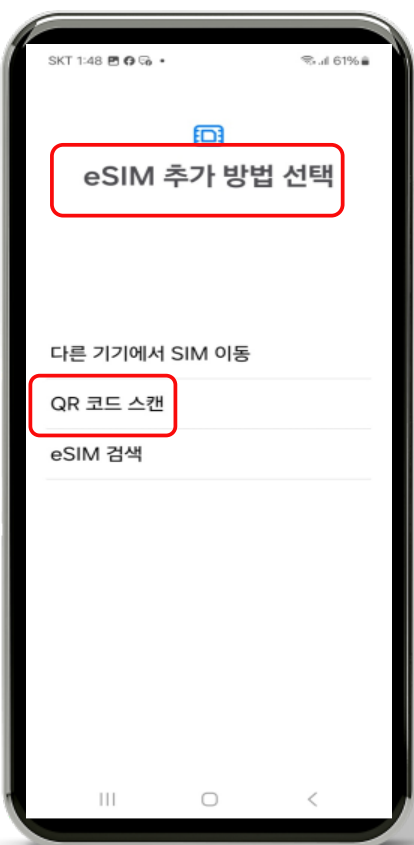 SKT 1:48
61%
eSIM 추가 방법 선택
다른 기기에서 SIM 이동
QR 코드 스캔
eSIM 검색